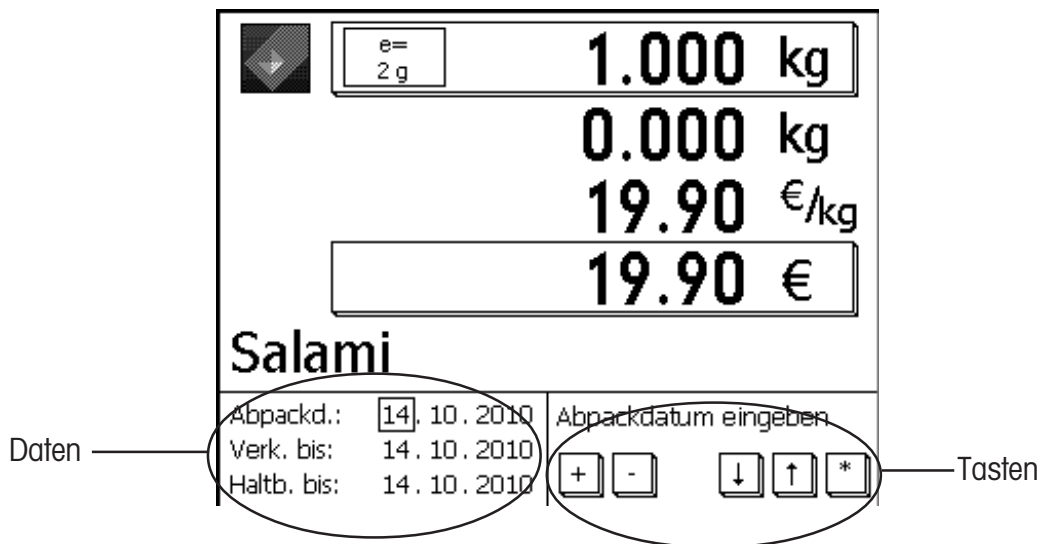 e=
2 g
1.000 kg
0.000 kg
19.90 €/kg
19.90 €
Salami
Abpackd.: 14. 10. 2010
Verk. bis: 14. 10. 2010
Haltb. bis: 14. 10. 2010
Abpackdatum eingeben
+ - ↓ ↑ *
Daten
Tasten